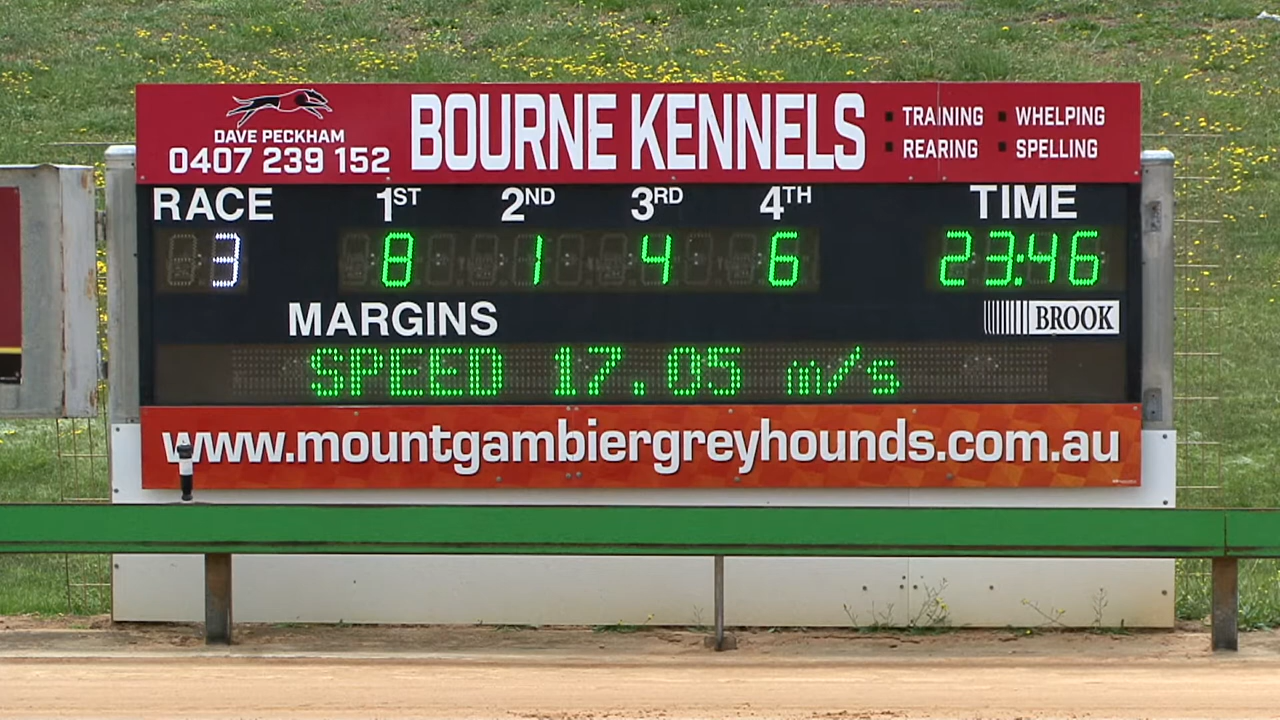 DAVE PECKHAM
0407 239 152
BOURNE KENNELS
▪ TRAINING ▪ WHELPING
▪ REARING ▪ SPELLING
RACE 1ST 2ND 3RD 4TH TIME
3 8 1 4 6 23:46
MARGINS
BROOK
SPEED 17.05 m/s
www.mountgambiergreyhounds.com.au